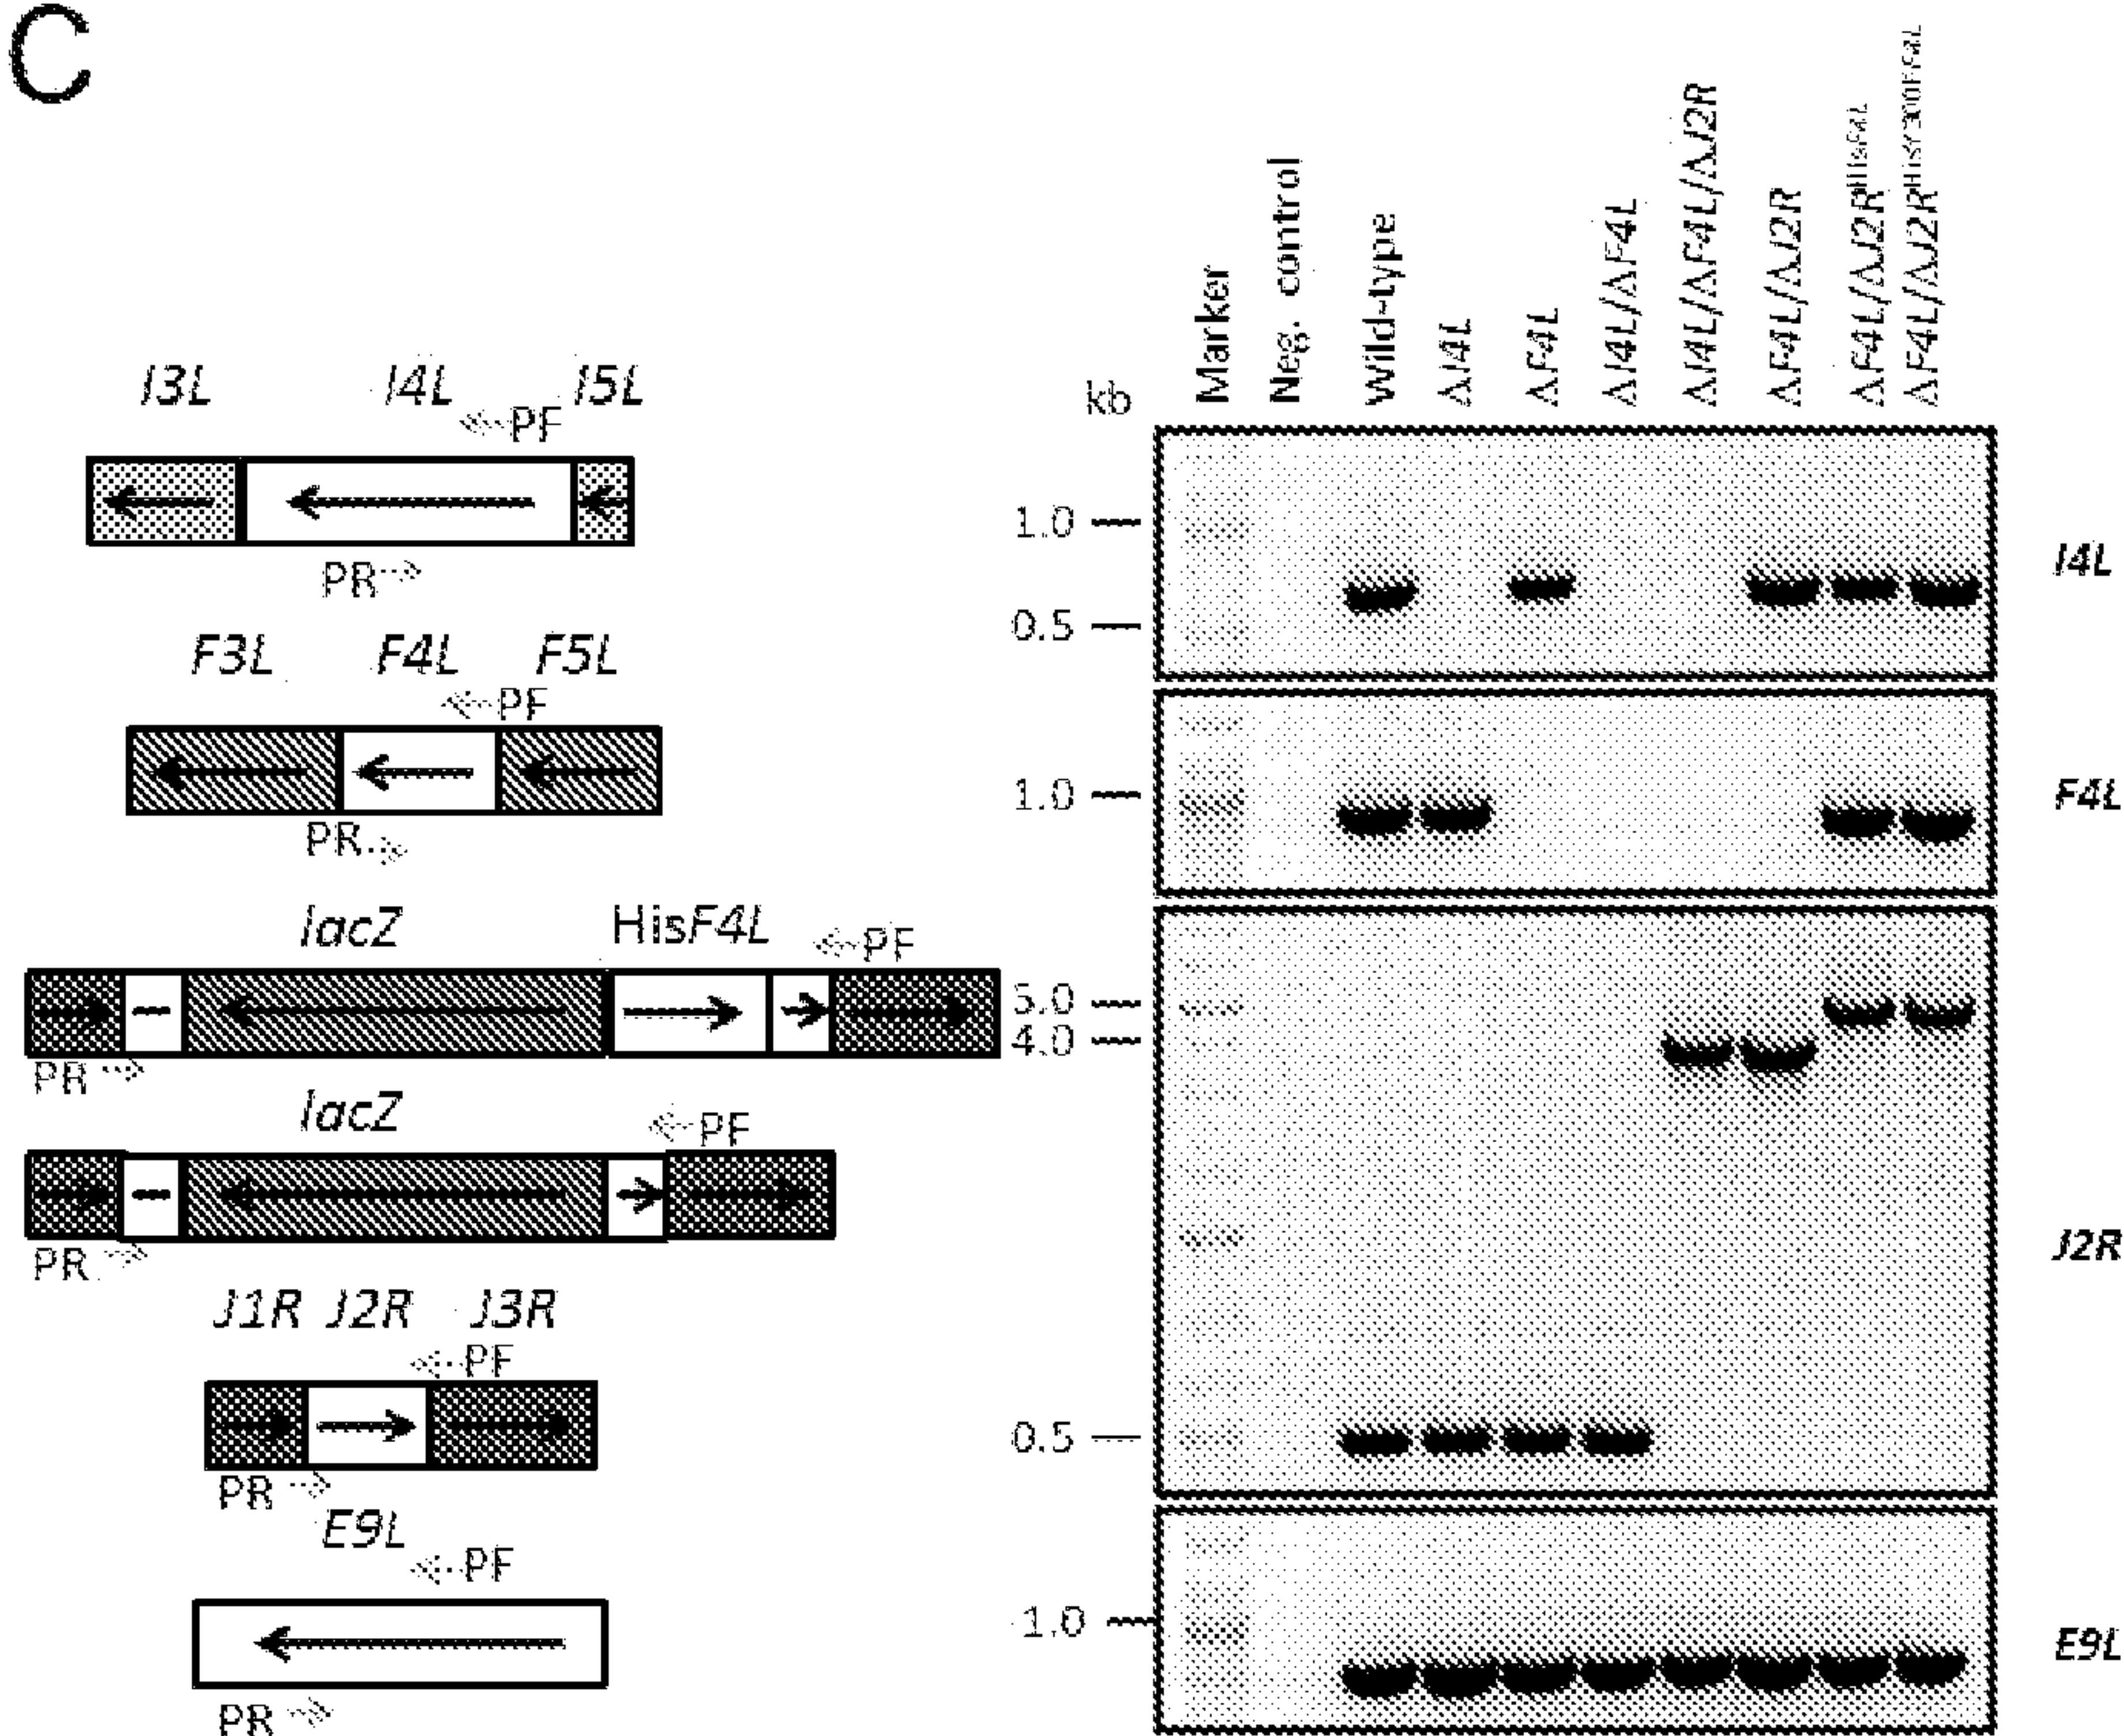 C
I3L I4L I5L
PF
PR
F3L F4L F5L
PF
PR
lacZ HisF4L
PF
PR
lacZ
PF
PR
J1R J2R J3R
PF
PR
E9L
PF
PR
kb
Marker
Neg. control
Wild-type
ΔI4L
ΔF4L
ΔI4L/ΔF4L
ΔI4L/ΔF4L/ΔJ2R
ΔF4L/ΔJ2R
ΔF4L/ΔJ2RHisF4L
ΔF4L/ΔJ2R
1.0
0.5
I4L
1.0
F4L
5.0
4.0
0.5
J2R
1.0
E9L